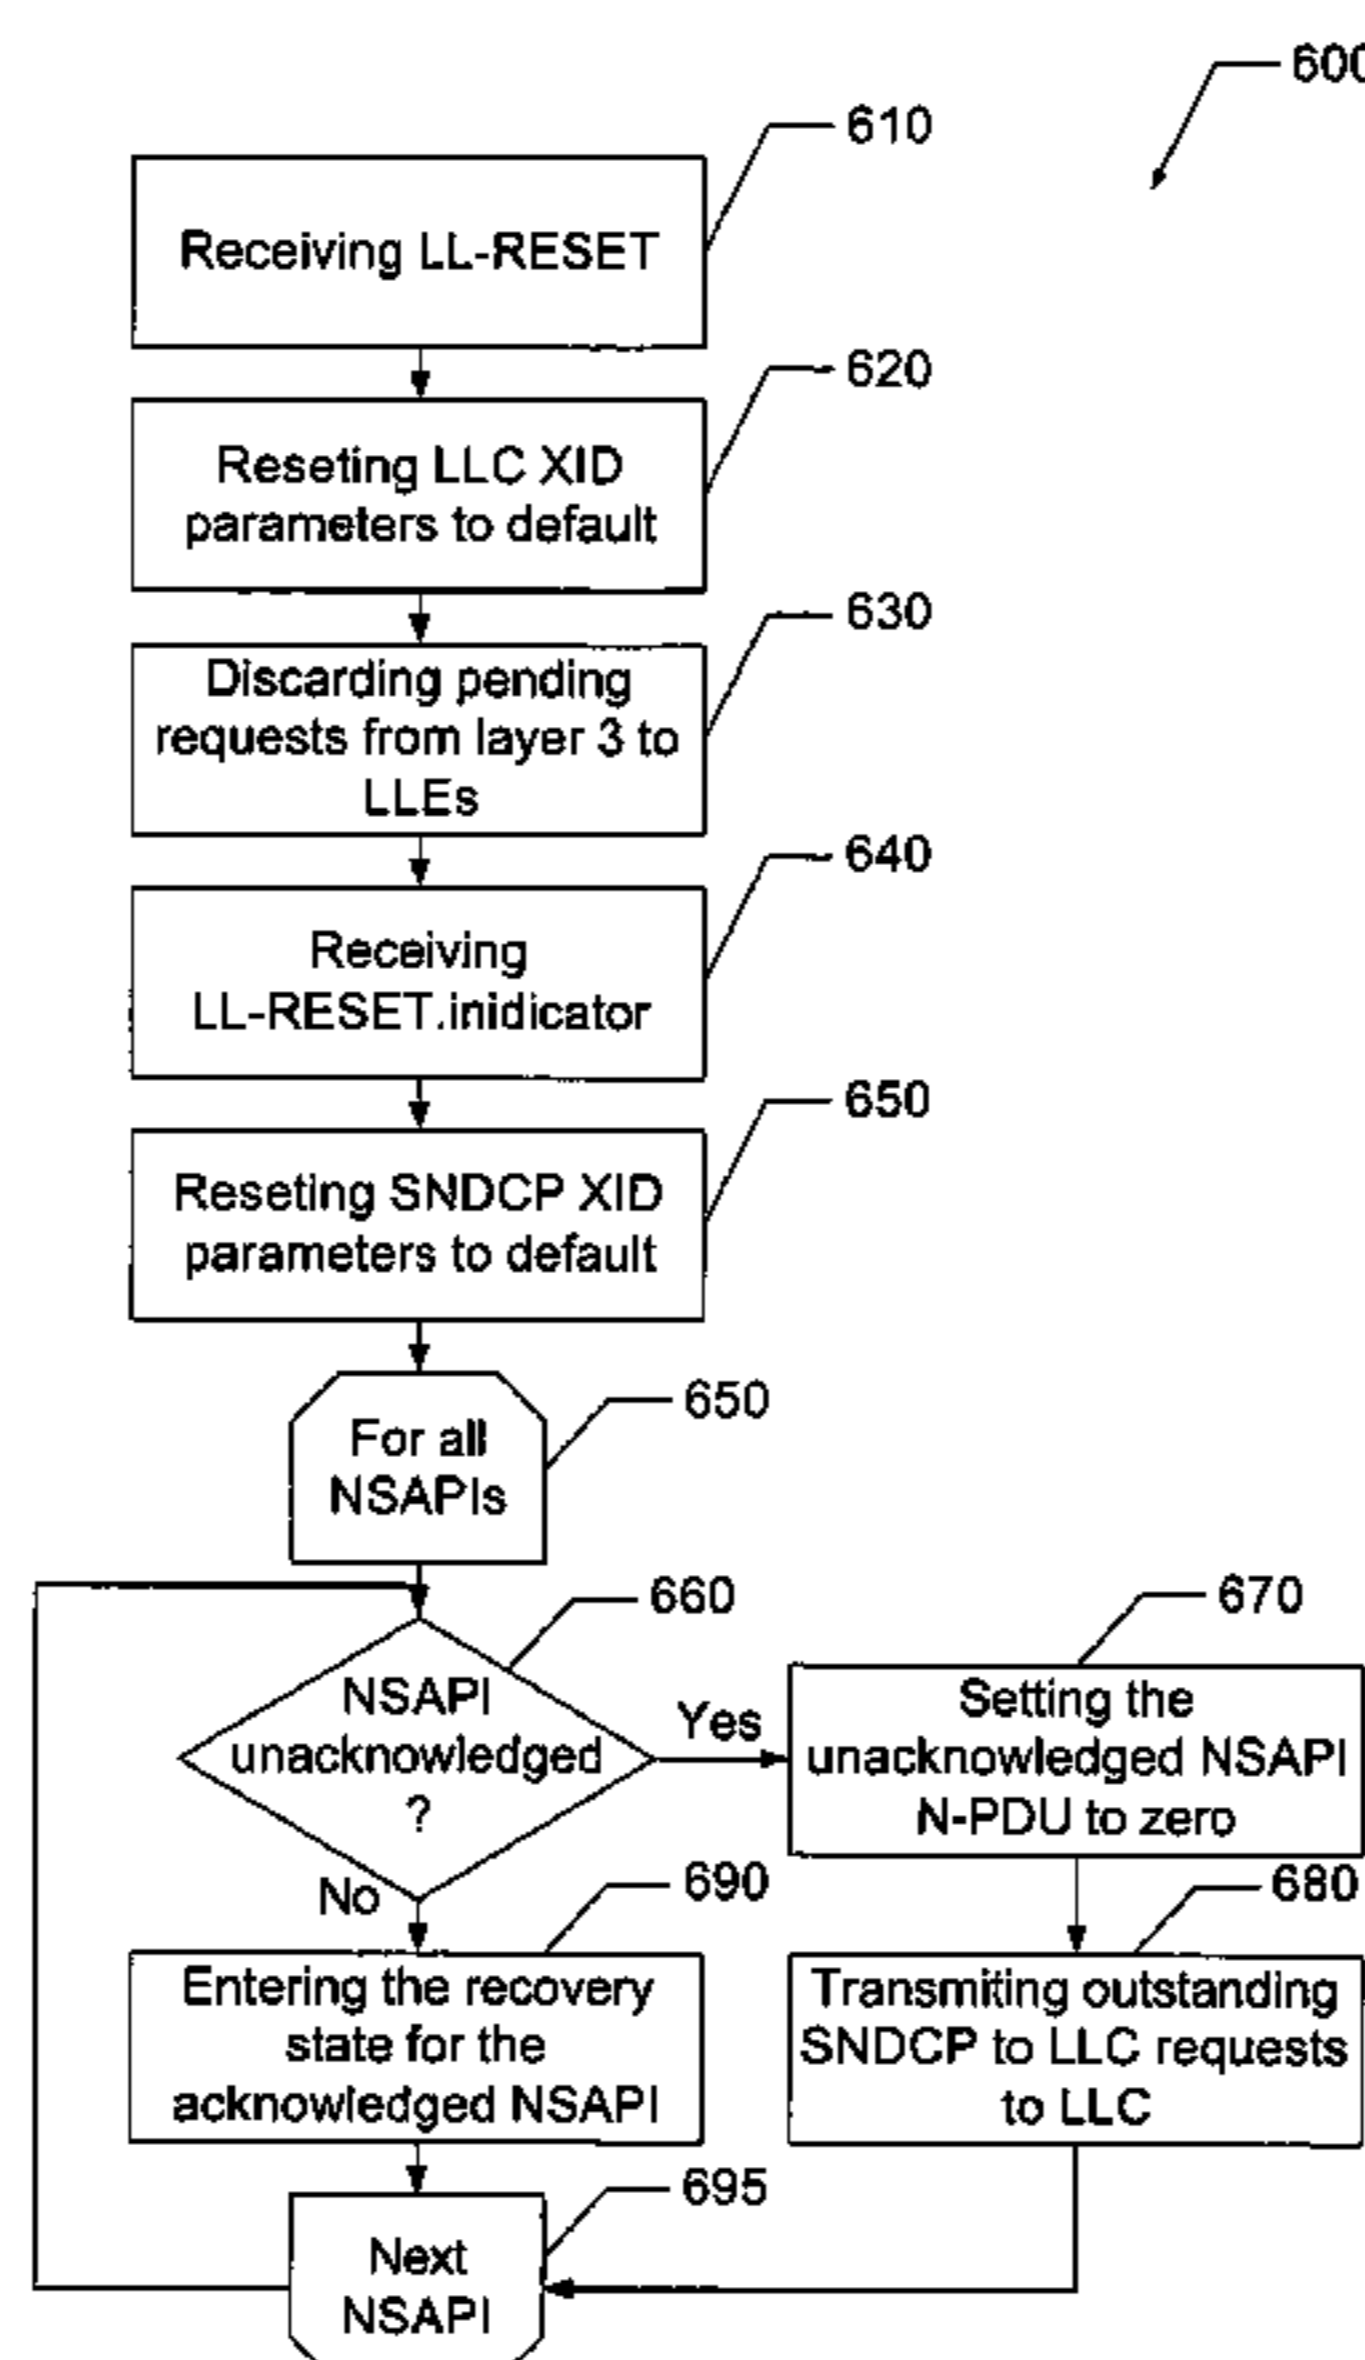 600
610
Receiving LL-RESET
620
Reseting LLC XID
parameters to default
630
Discarding pending
requests from layer 3 to
LLEs
640
Receiving
LL-RESET.inidicator
650
Reseting SNDCP XID
parameters to default
650
For all
NSAPIs
660
NSAPI
unacknowledged
?
Yes
670
Setting the
unacknowledged NSAPI
N-PDU to zero
No
690
Entering the recovery
state for the
acknowledged NSAPI
680
Transmiting outstanding
SNDCP to LLC requests
to LLC
695
Next
NSAPI